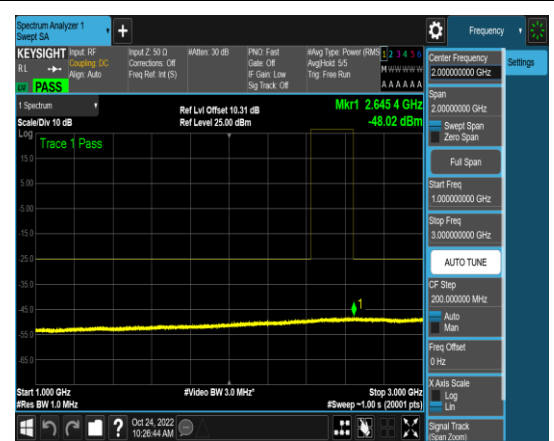 Spectrum Analyzer 1
Swept SA
+
Frequency
KEYSIGHT
RL
PASS
Input: RF
Coupling: DC
Align: Auto
Input Z: 50 Ω
Corrections: Off
Freq Ref: Int (S)
#Atten: 30 dB
PNO: Fast
Gate: Off
IF Gain: Low
Sig Track: Off
#Avg Type: Power (RMS
Avg|Hold: 5/5
Trig: Free Run
1 2 3 4 5 6
M W W W W W
A A A A A A
1 Spectrum
Scale/Div 10 dB
Ref Lvl Offset 10.31 dB
Ref Level 25.00 dBm
Mkr1 2.645 4 GHz
-48.02 dBm
Log
Trace 1 Pass
15.0
5.00
-5.00
-15.0
-25.0
-35.0
-45.0
-55.0
-65.0
1
Start 1.000 GHz
#Res BW 1.0 MHz
#Video BW 3.0 MHz*
Stop 3.000 GHz
#Sweep ~1.00 s (20001 pts)
Center Frequency
2.000000000 GHz
Settings
Span
2.00000000 GHz
Swept Span
Zero Span
Full Span
Start Freq
1.000000000 GHz
Stop Freq
3.000000000 GHz
AUTO TUNE
CF Step
200.000000 MHz
Auto
Man
Freq Offset
0 Hz
X Axis Scale
Log
Lin
Signal Track
(Span Zoom)
?
Oct 24, 2022
10:26:44 AM